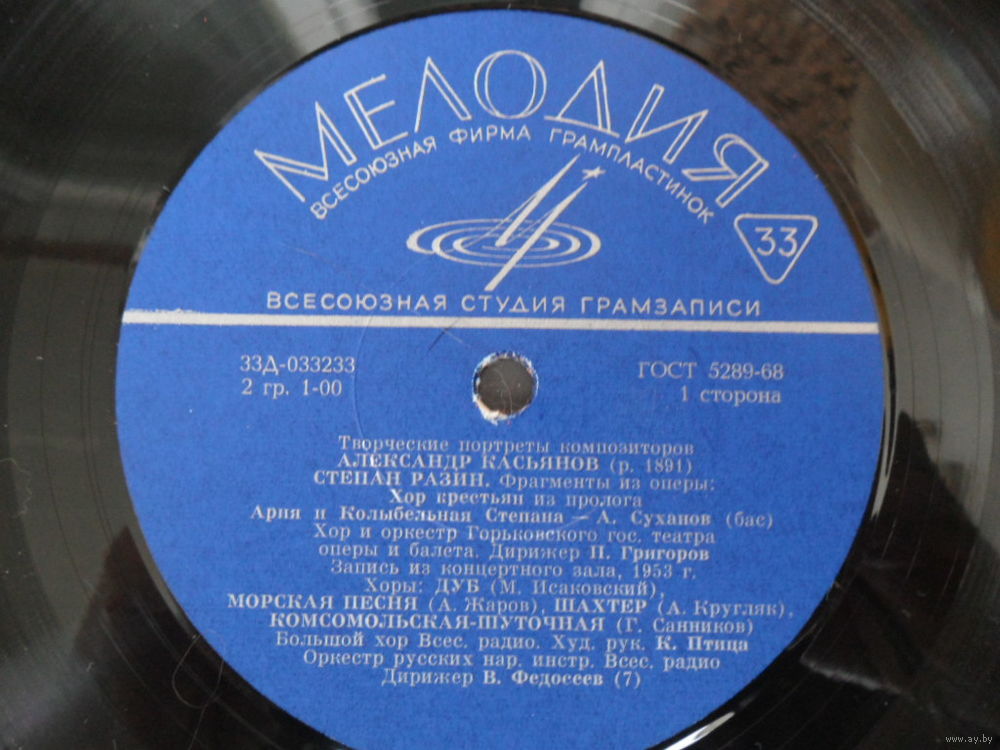 МЕЛОДИЯ
ВСЕСОЮЗНАЯ ФИРМА ГРАМПЛАСТИНОК
33
ВСЕСОЮЗНАЯ СТУДИЯ ГРАМЗАПИСИ
33Д-033233
2 гр. 1-00
ГОСТ 5289-68
1 сторона
Творческие портреты композиторов
АЛЕКСАНДР КАСЬЯНОВ (р. 1891)
СТЕПАН РАЗИН. Фрагменты из оперы:
Хор крестьян из пролога
Ария и Колыбельная Степана – А. Суханов (бас)
Хор и оркестр Горьковского гос. театра
оперы и балета. Дирижер П. Григоров
Запись из концертного зала, 1953 г.
Хоры: ДУБ (М. Исаковский),
МОРСКАЯ ПЕСНЯ (А. Жаров), ШАХТЕР (А. Кругляк),
КОМСОМОЛЬСКАЯ-ШУТОЧНАЯ (Г. Санников)
Большой хор Всес. радио. Худ. рук. К. Птица
Оркестр русских нар. инстр. Всес. радио
Дирижер В. Федосеев (7)
www.ay.by